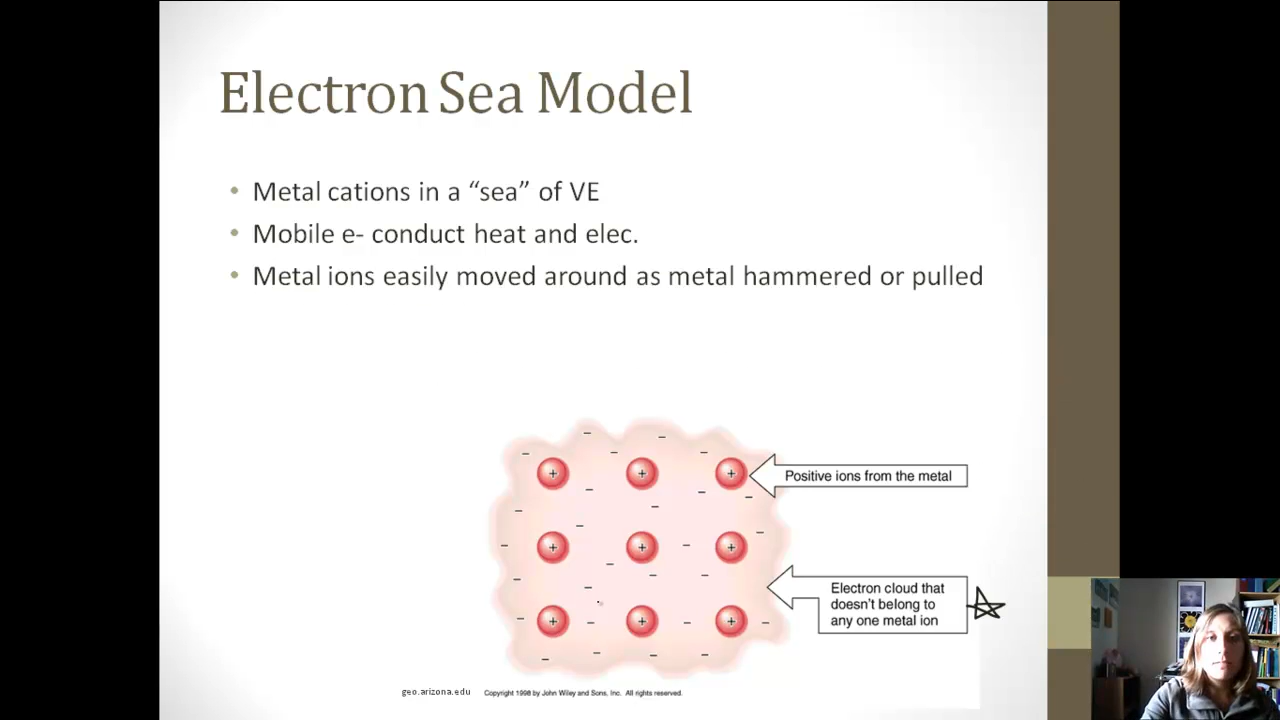 Electron Sea Model
• Metal cations in a “sea” of VE
• Mobile e- conduct heat and elec.
• Metal ions easily moved around as metal hammered or pulled
Positive ions from the metal
Electron cloud that
doesn’t belong to
any one metal ion
geo.arizona.edu
Copyright 1998 by John Wiley and Sons, Inc. All rights reserved.